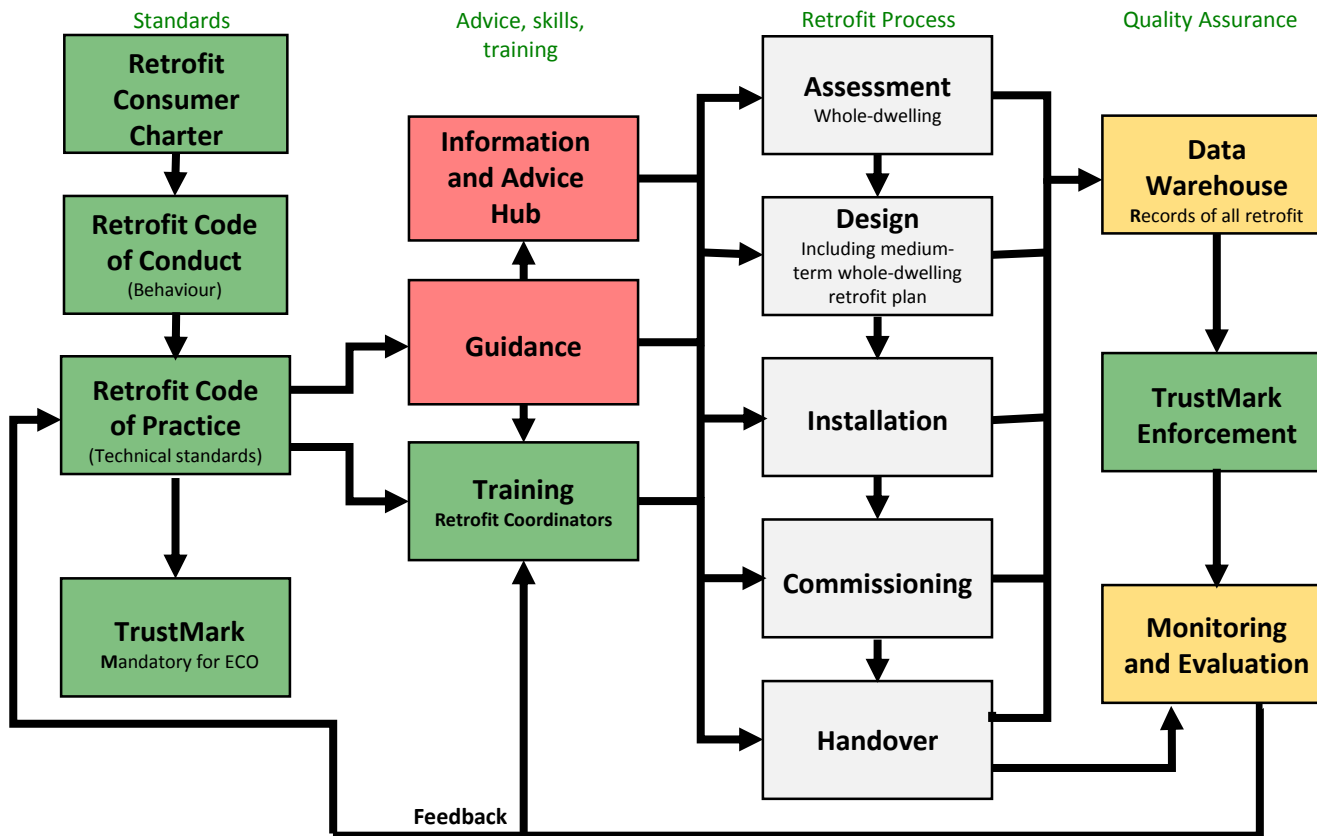 Standards
Retrofit
Consumer
Charter
Retrofit Code
of Conduct
(Behaviour)
Retrofit Code
of Practice
(Technical standards)
TrustMark
Mandatory for ECO
Advice, skills,
training
Information
and Advice
Hub
Guidance
Training
Retrofit Coordinators
Feedback
Retrofit Process
Assessment
Whole-dwelling
Design
Including medium-
term whole-dwelling
retrofit plan
Installation
Commissioning
Handover
Quality Assurance
Data
Warehouse
Records of all retrofit
TrustMark
Enforcement
Monitoring
and Evaluation